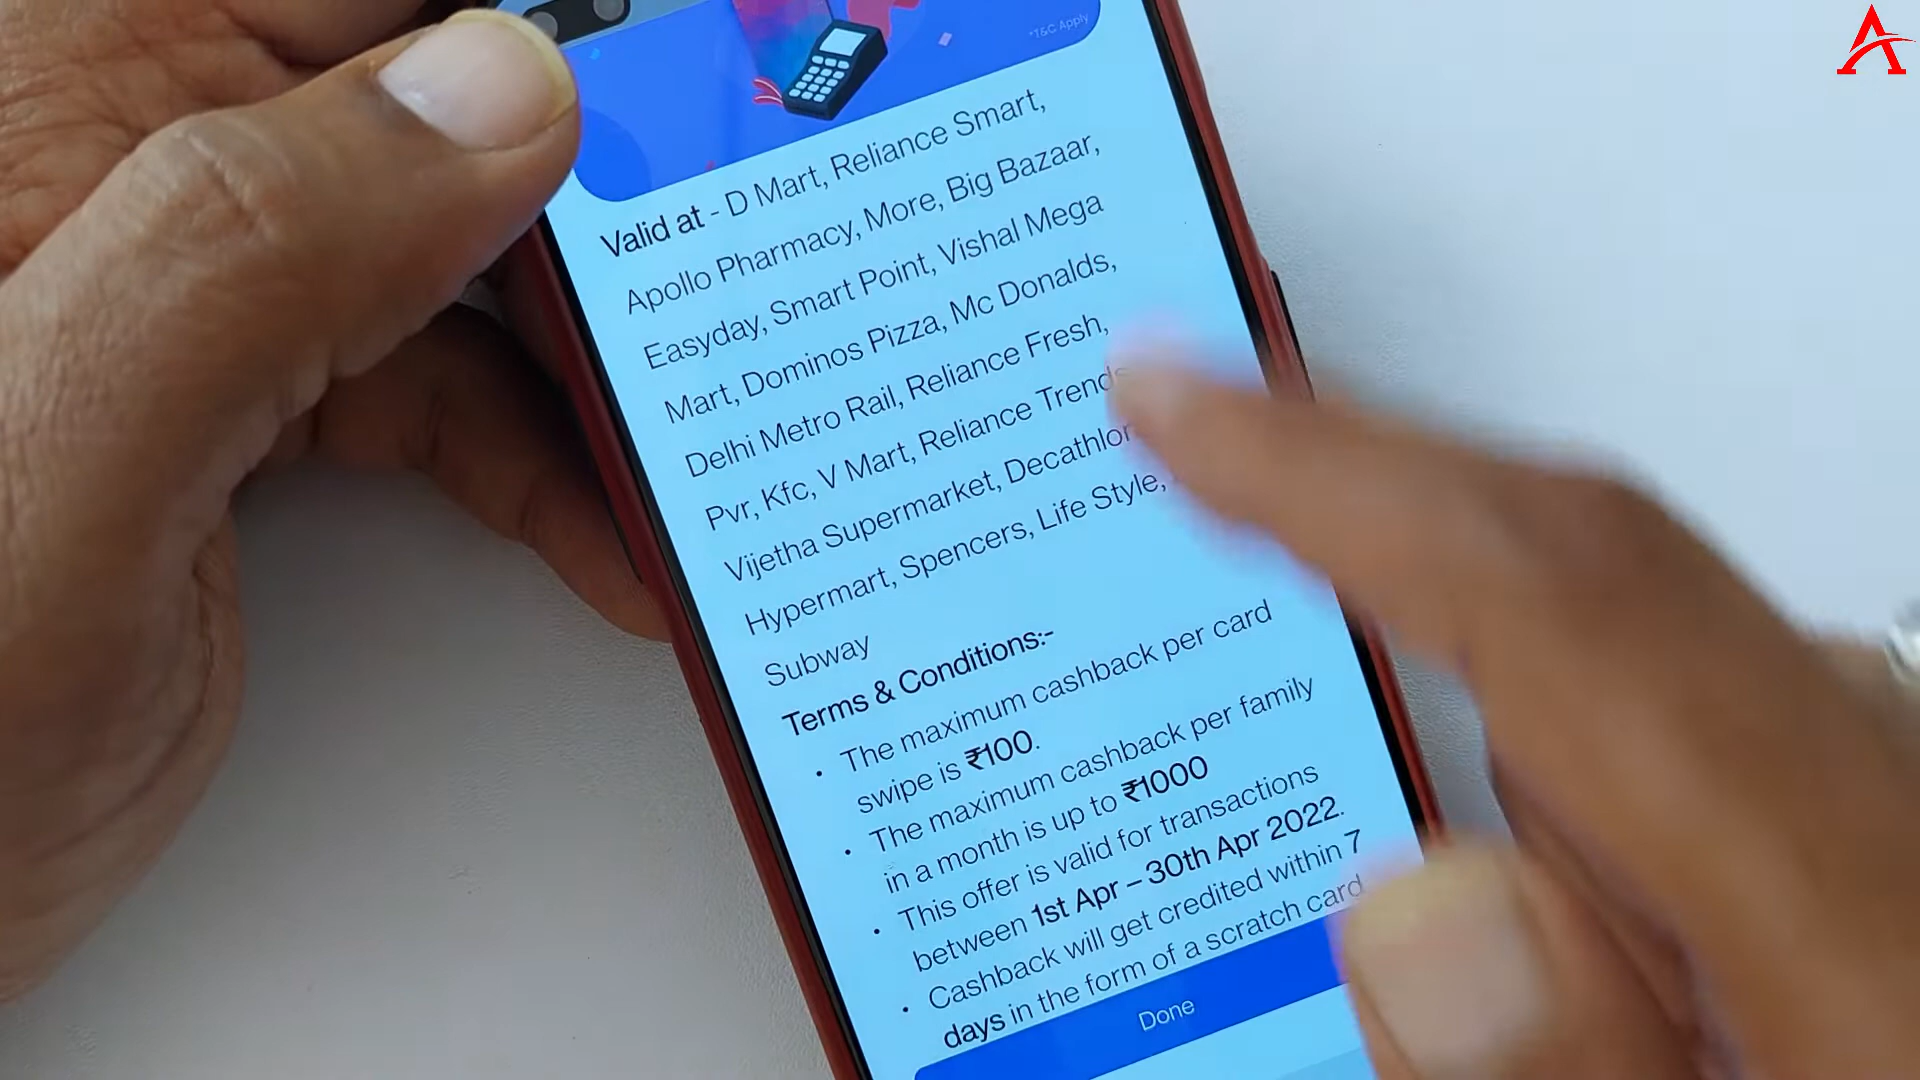 *T&C Apply
Valid at - D Mart, Reliance Smart,
Apollo Pharmacy, More, Big Bazaar,
Easyday, Smart Point, Vishal Mega
Mart, Dominos Pizza, Mc Donalds,
Delhi Metro Rail, Reliance Fresh,
Pvr, Kfc, V Mart, Reliance Trends
Vijetha Supermarket, Decathlon
Hypermart, Spencers, Life Style,
Subway
Terms & Conditions:-
• The maximum cashback per card
swipe is ₹100.
• The maximum cashback per family
in a month is up to ₹1000
• This offer is valid for transactions
between 1st Apr – 30th Apr 2022.
• Cashback will get credited within 7
days in the form of a scratch card
Done